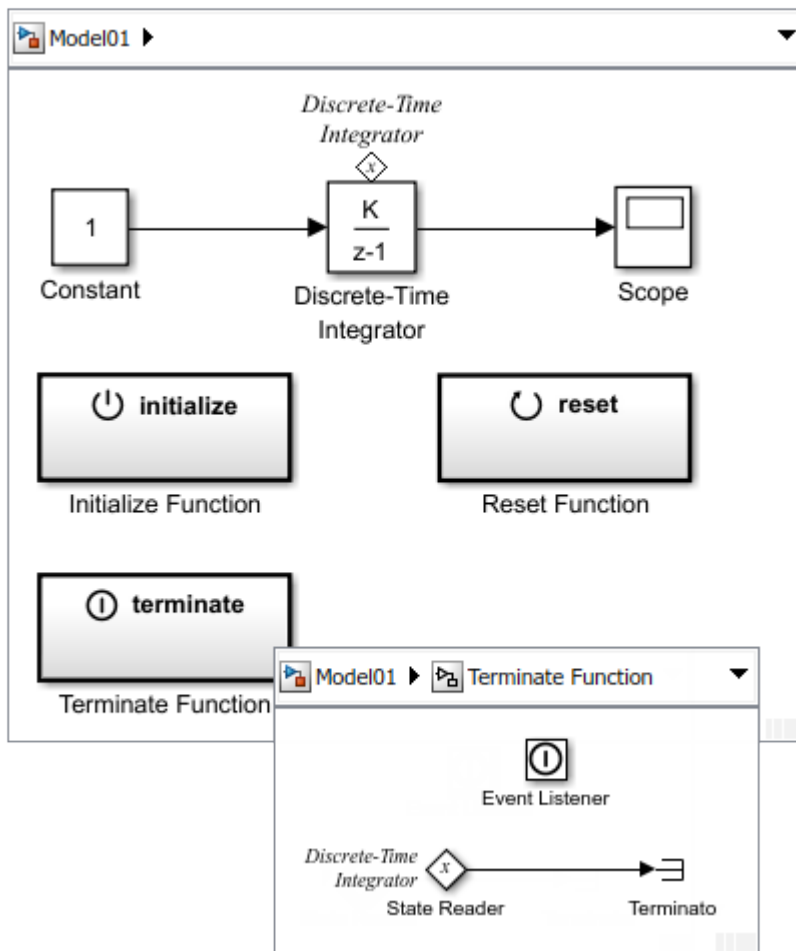 Model01
Discrete-Time
Integrator
x
1
K
z-1
Constant
Discrete-Time
Integrator
Scope
initialize
reset
Initialize Function
Reset Function
terminate
Terminate Function
Model01 Terminate Function
Event Listener
Discrete-Time
Integrator
x
State Reader
Terminato